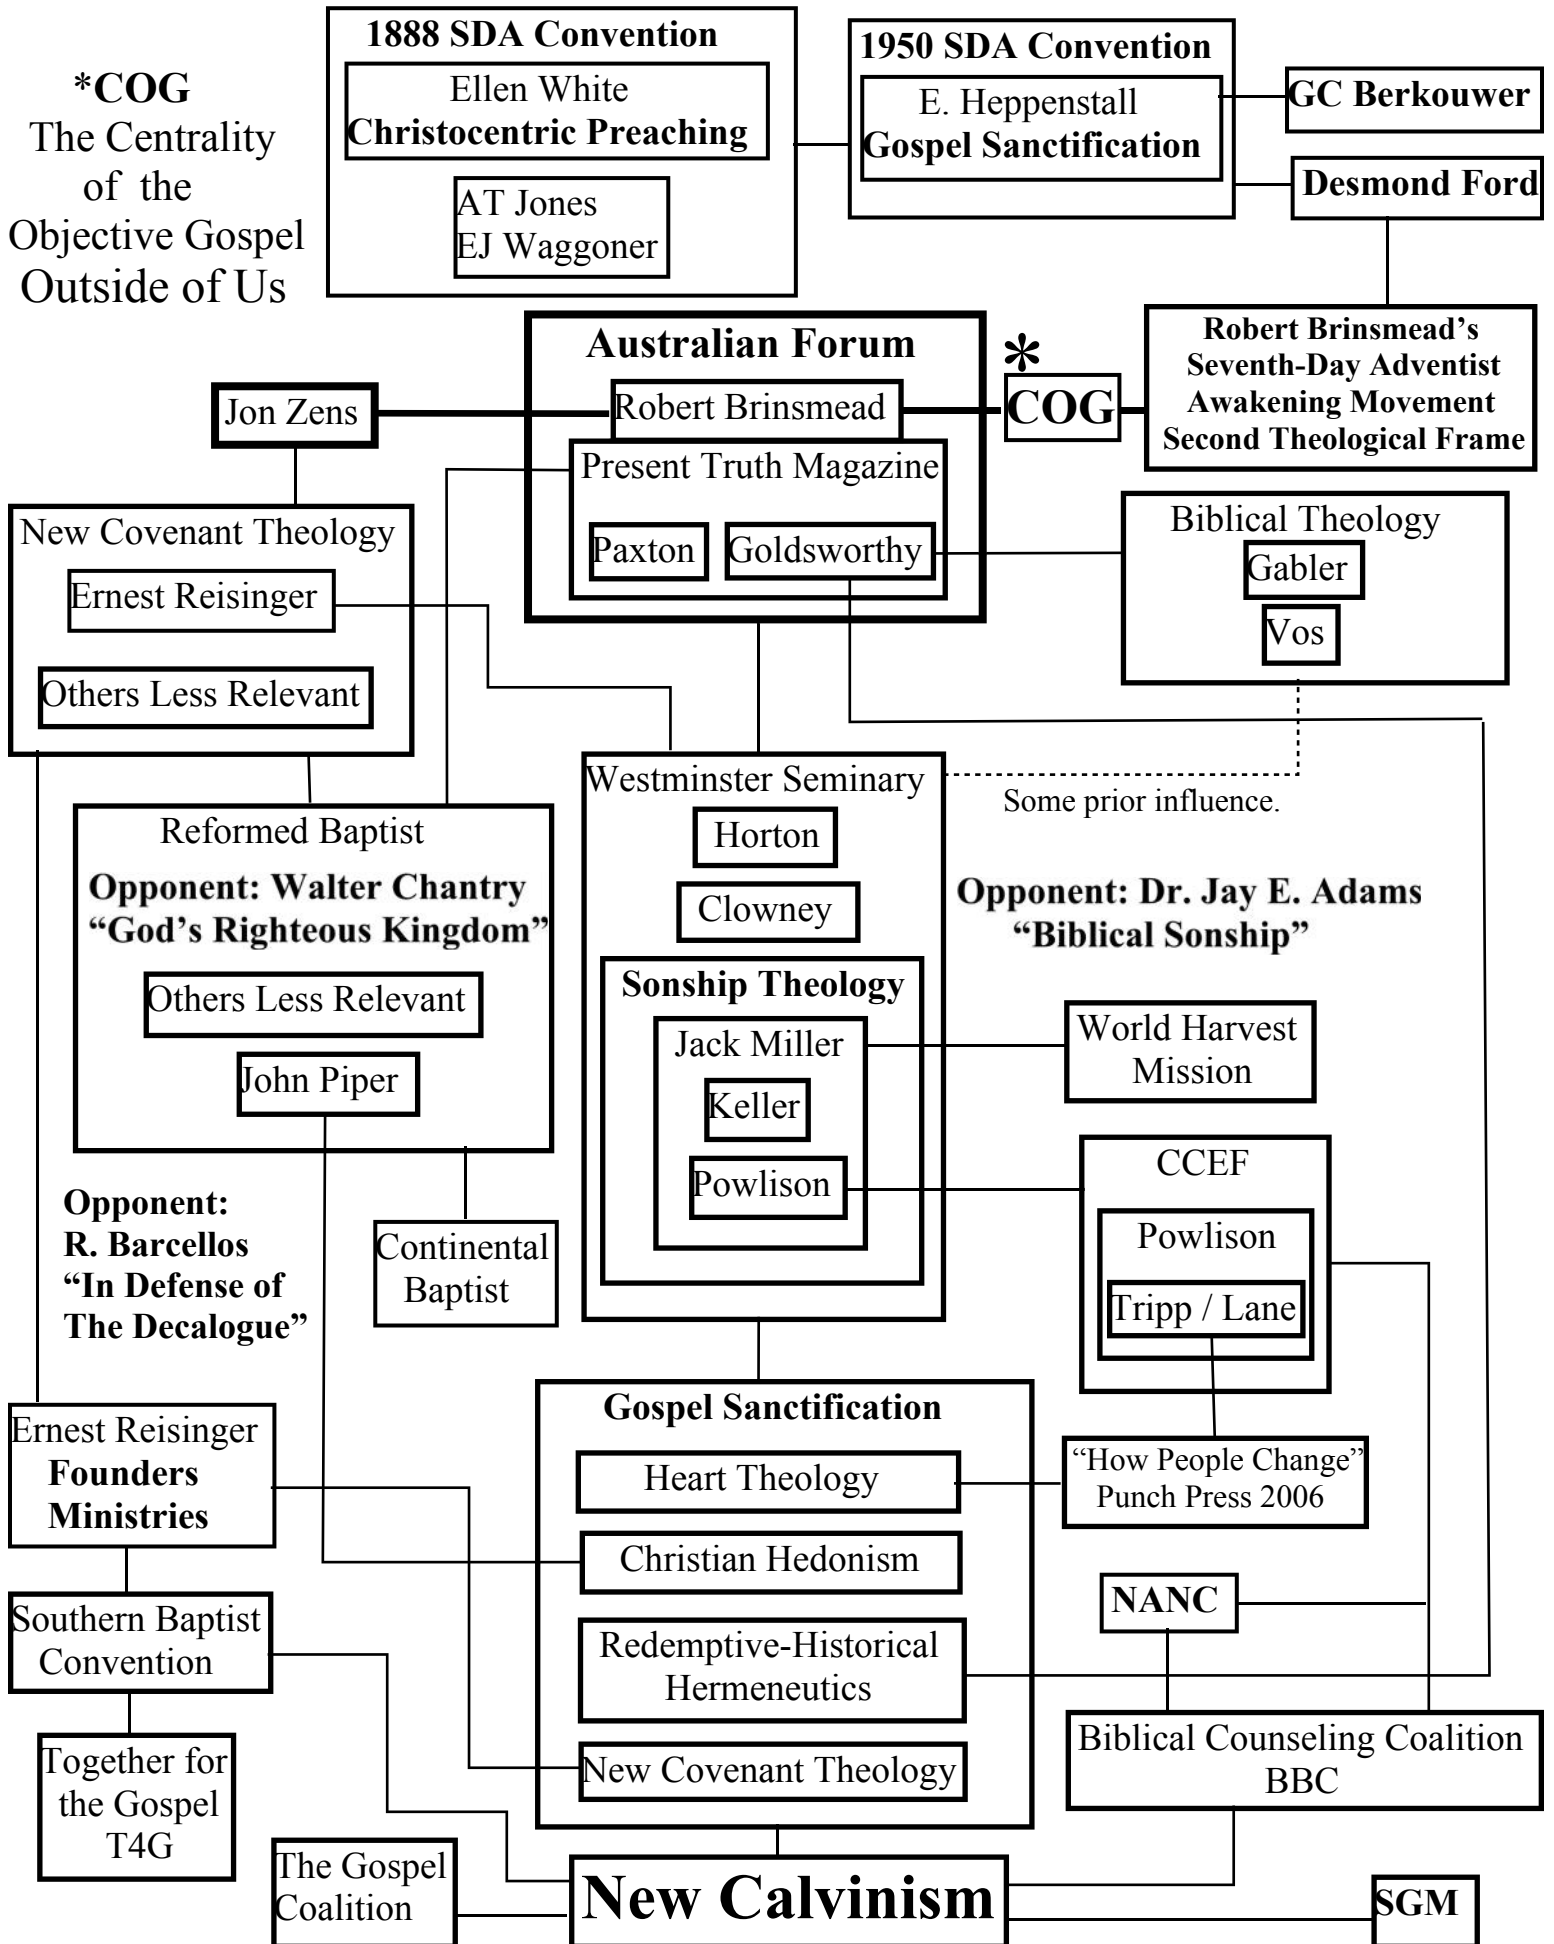 *COG
The Centrality
of the
Objective Gospel
Outside of Us
1888 SDA Convention
Ellen White
Christocentric Preaching
AT Jones
EJ Waggoner
1950 SDA Convention
E. Heppenstall
Gospel Sanctification
GC Berkouwer
Desmond Ford
Australian Forum
Robert Brinsmead
Present Truth Magazine
Paxton
Goldsworthy
*
COG
Robert Brinsmead’s
Seventh-Day Adventist
Awakening Movement
Second Theological Frame
Jon Zens
New Covenant Theology
Ernest Reisinger
Others Less Relevant
Biblical Theology
Gabler
Vos
Some prior influence.
Reformed Baptist
Opponent: Walter Chantry
“God’s Righteous Kingdom”
Others Less Relevant
John Piper
Westminster Seminary
Horton
Clowney
Sonship Theology
Jack Miller
Keller
Powlison
Opponent: Dr. Jay E. Adams
“Biblical Sonship”
World Harvest
Mission
CCEF
Powlison
Tripp / Lane
Opponent:
R. Barcellos
“In Defense of
The Decalogue”
Continental
Baptist
Ernest Reisinger
Founders
Ministries
Gospel Sanctification
Heart Theology
Christian Hedonism
Redemptive-Historical
Hermeneutics
New Covenant Theology
“How People Change”
Punch Press 2006
NANC
Southern Baptist
Convention
Biblical Counseling Coalition
BBC
Together for
the Gospel
T4G
The Gospel
Coalition
New Calvinism
SGM